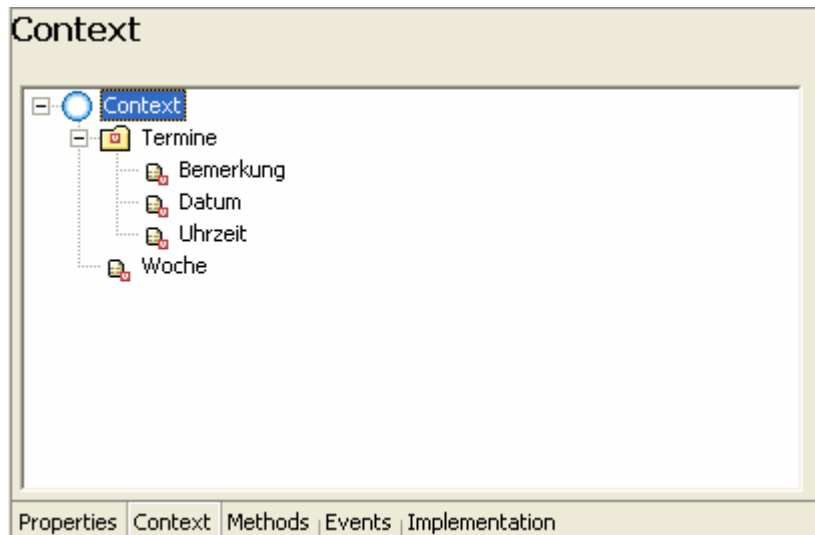 Context
Context
Termine
Bemerkung
Datum
Uhrzeit
Woche
Properties Context Methods Events Implementation